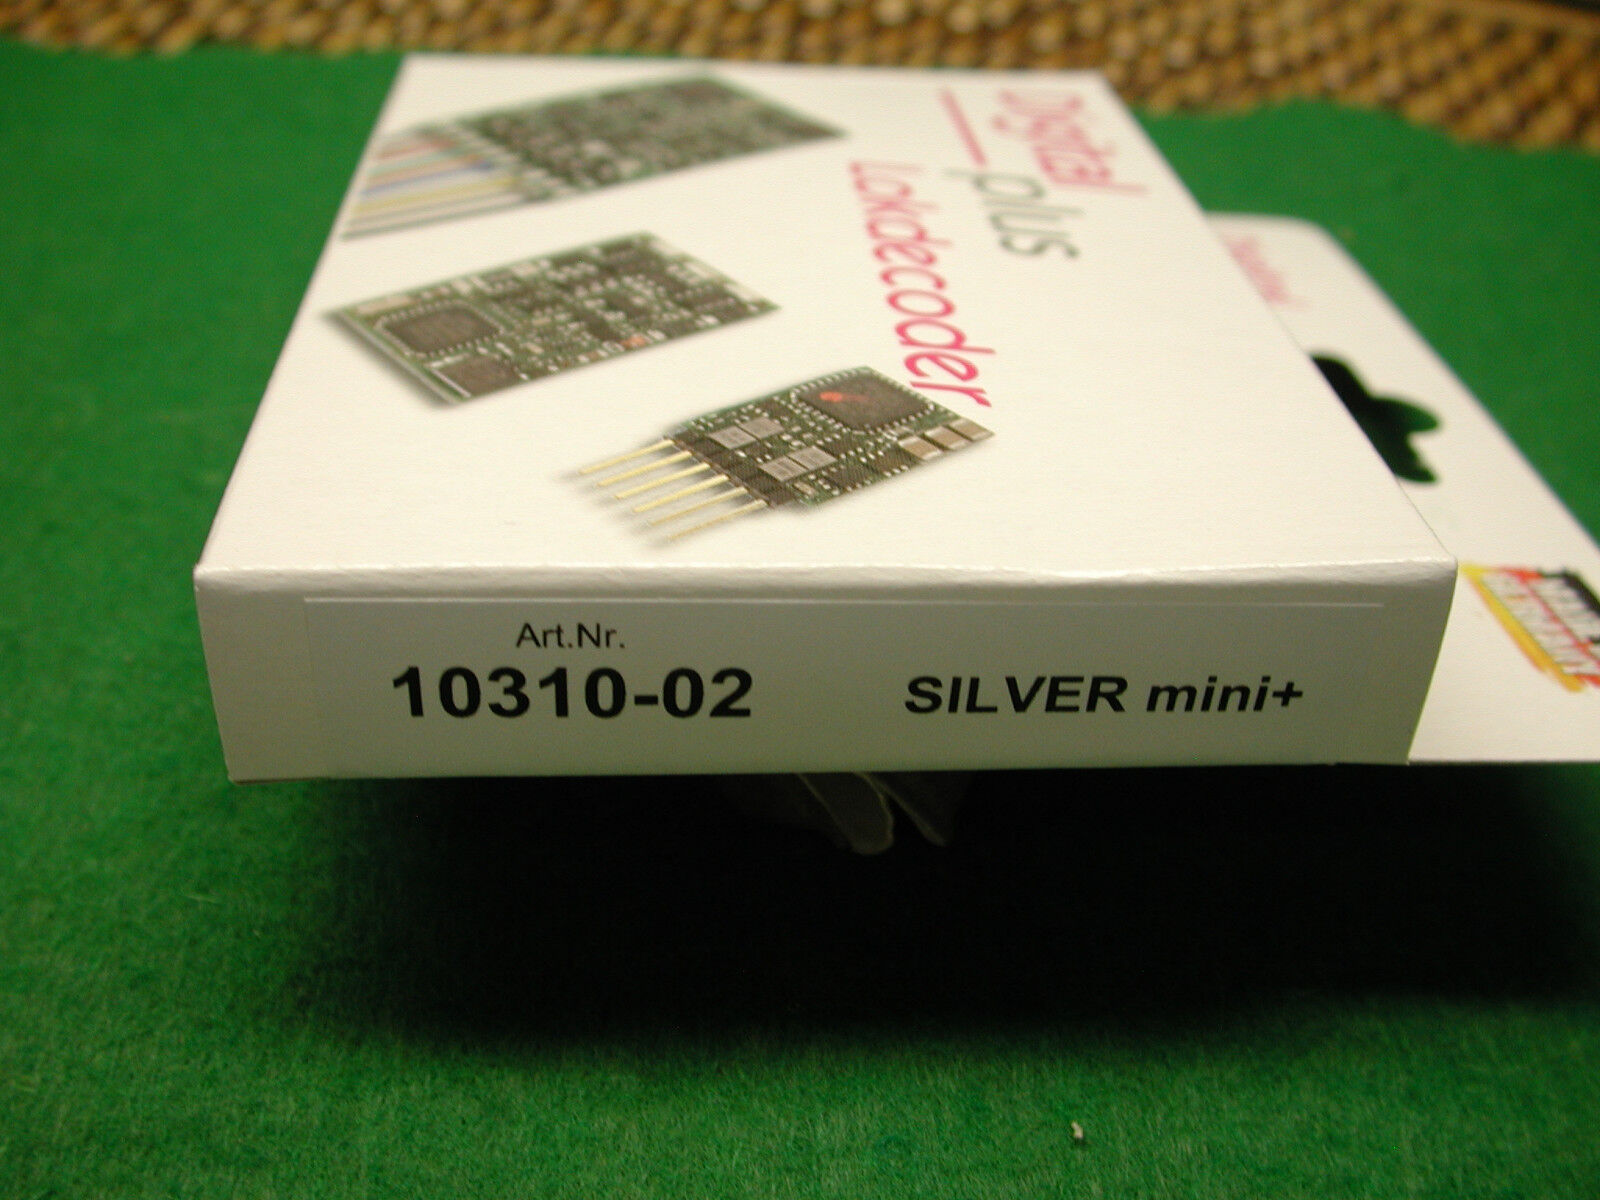 Digital
plus
Lokdecoder
Art.Nr.
10310-02
SILVER mini+